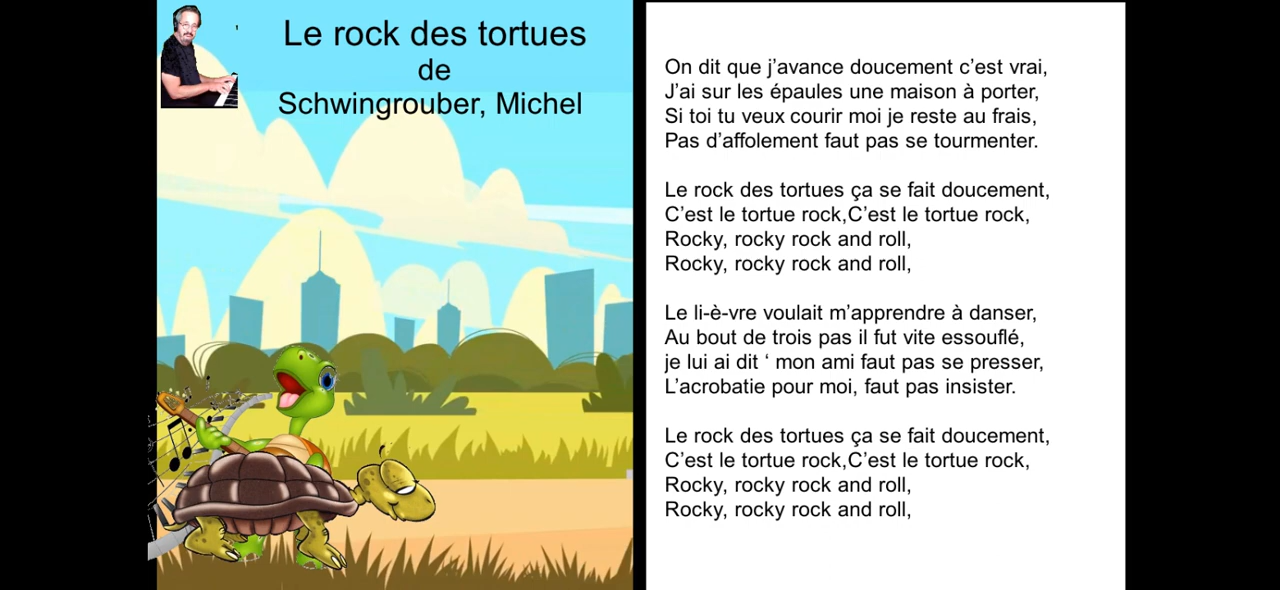 Le rock des tortues
de
Schwingrouber, Michel
On dit que j’avance doucement c’est vrai,
J’ai sur les épaules une maison à porter,
Si toi tu veux courir moi je reste au frais,
Pas d’affolement faut pas se tourmenter.
Le rock des tortues ça se fait doucement,
C’est le tortue rock,C’est le tortue rock,
Rocky, rocky rock and roll,
Rocky, rocky rock and roll,
Le li-è-vre voulait m’apprendre à danser,
Au bout de trois pas il fut vite essouflé,
je lui ai dit ‘ mon ami faut pas se presser,
L’acrobatie pour moi, faut pas insister.
Le rock des tortues ça se fait doucement,
C’est le tortue rock,C’est le tortue rock,
Rocky, rocky rock and roll,
Rocky, rocky rock and roll,